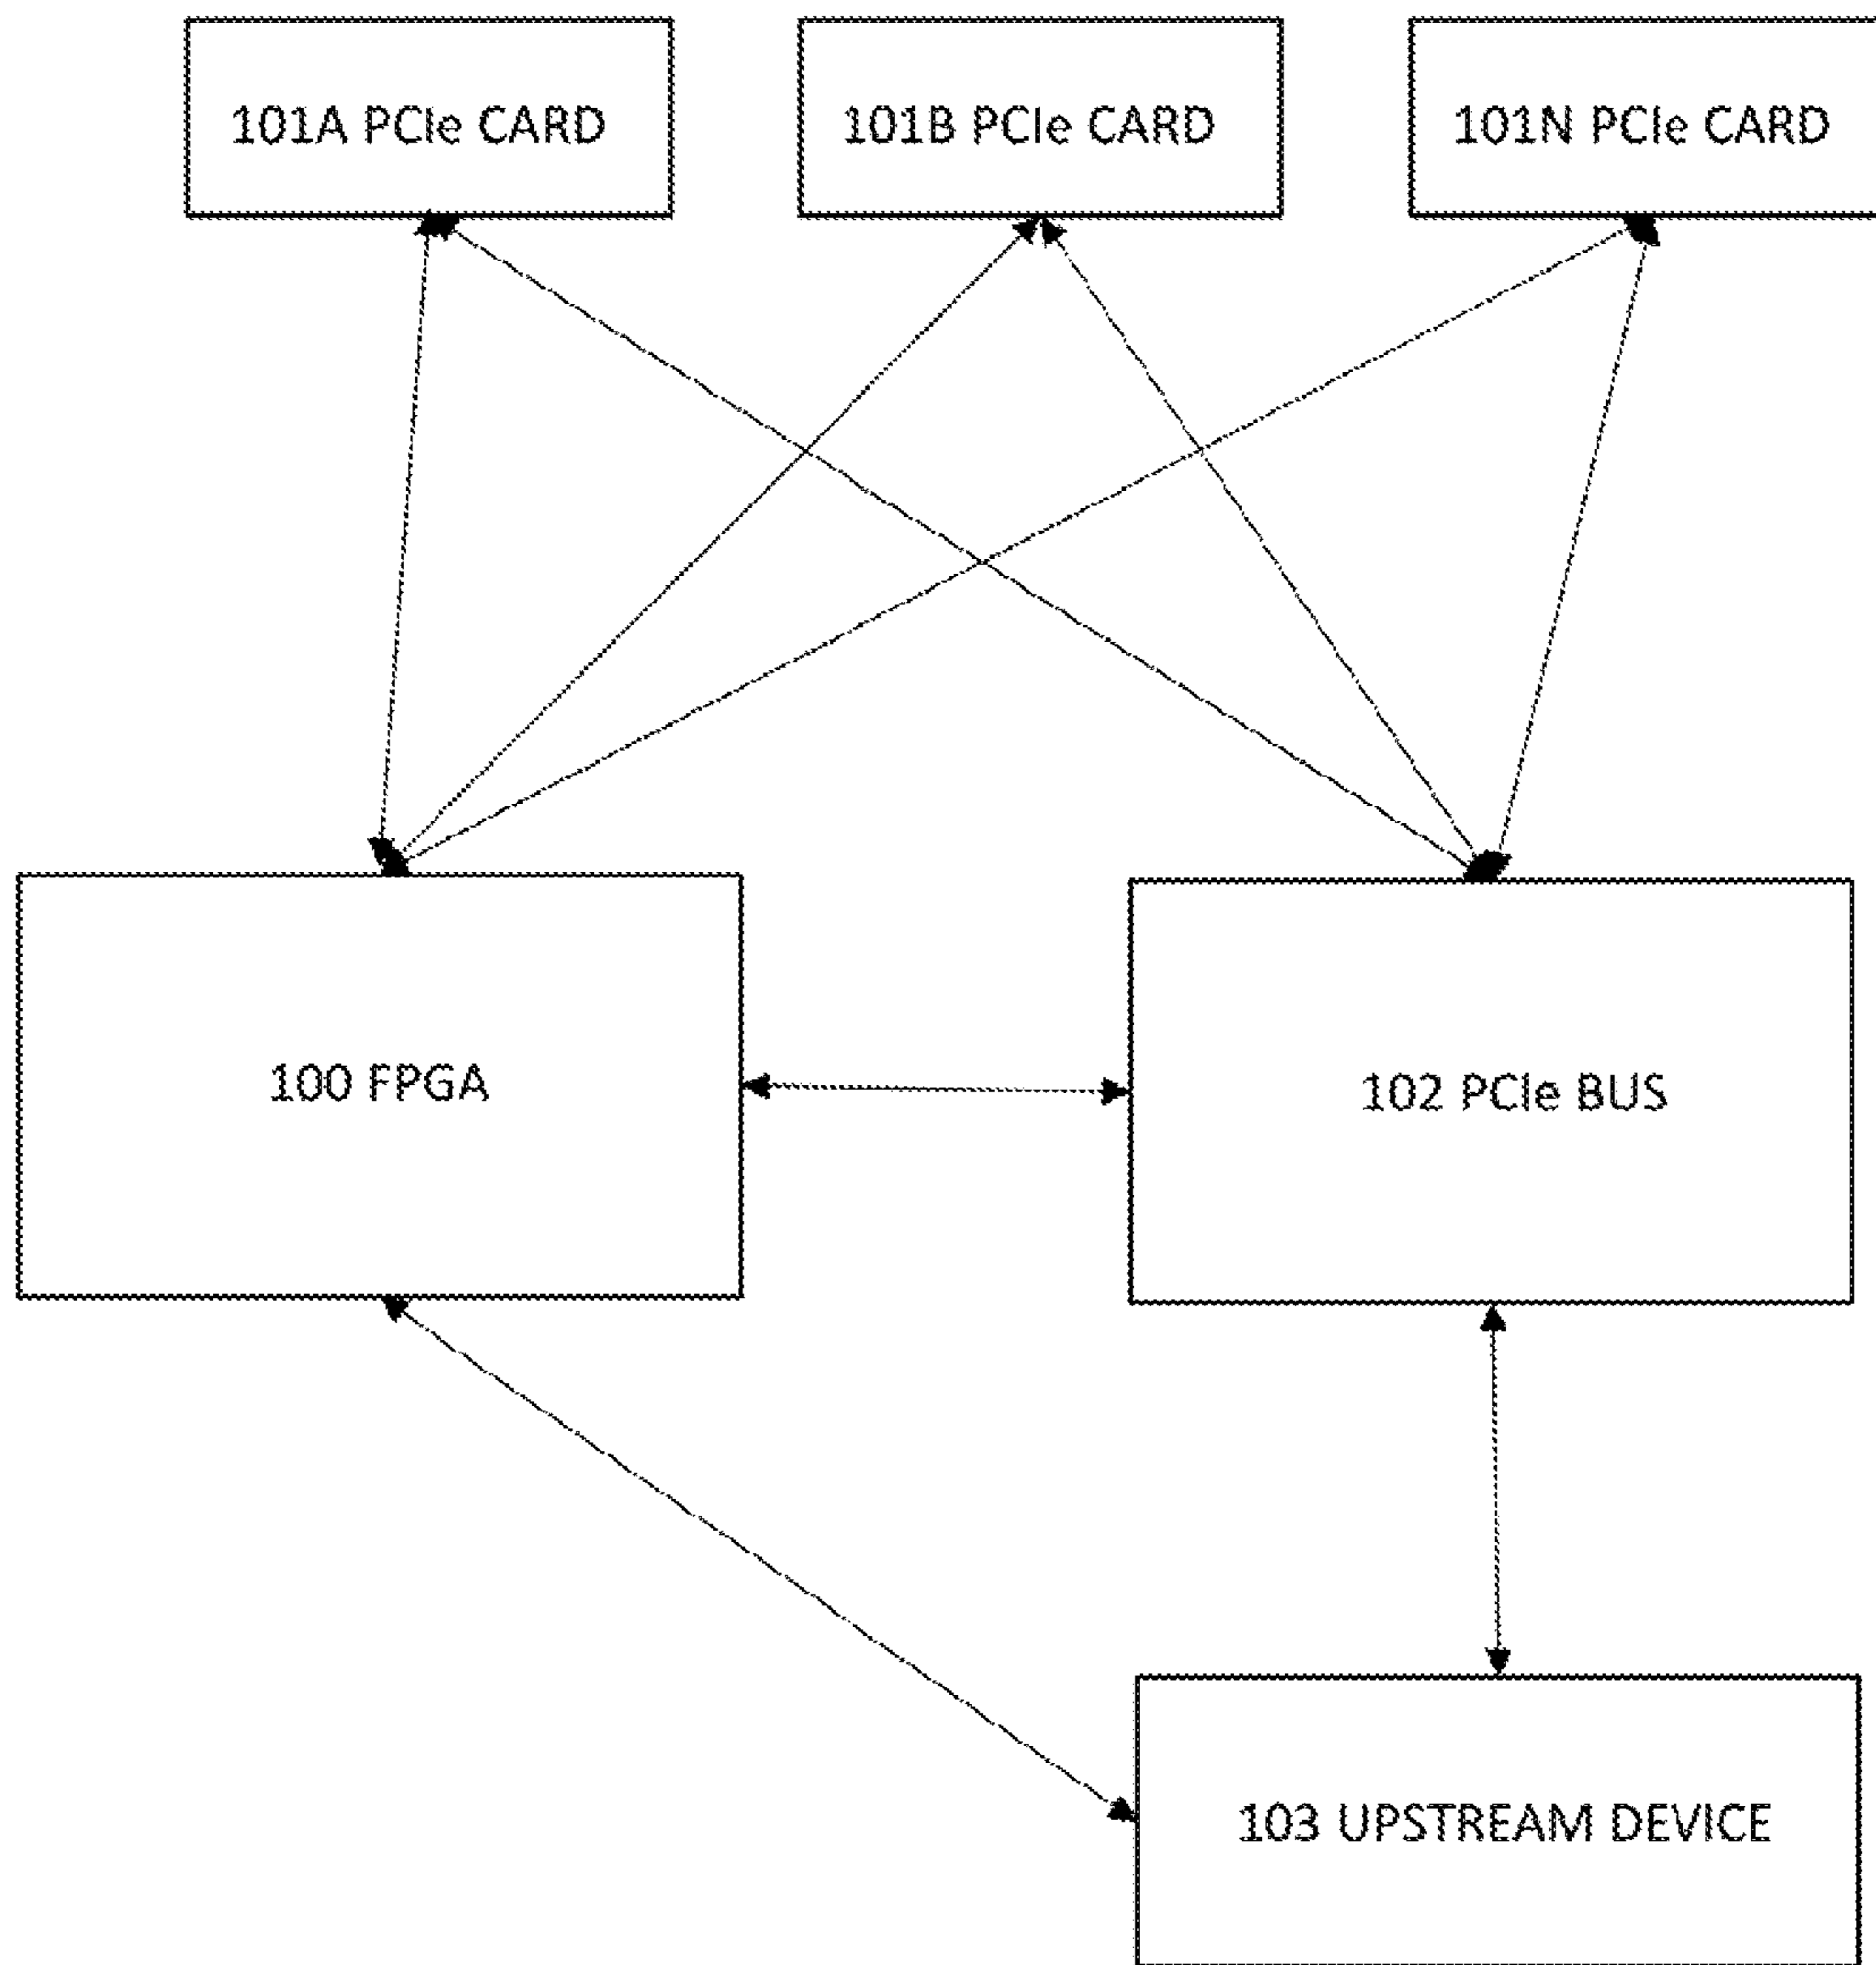 101A PCIe CARD
101B PCIe CARD
101N PCIe CARD
100 FPGA
102 PCIe BUS
103 UPSTREAM DEVICE